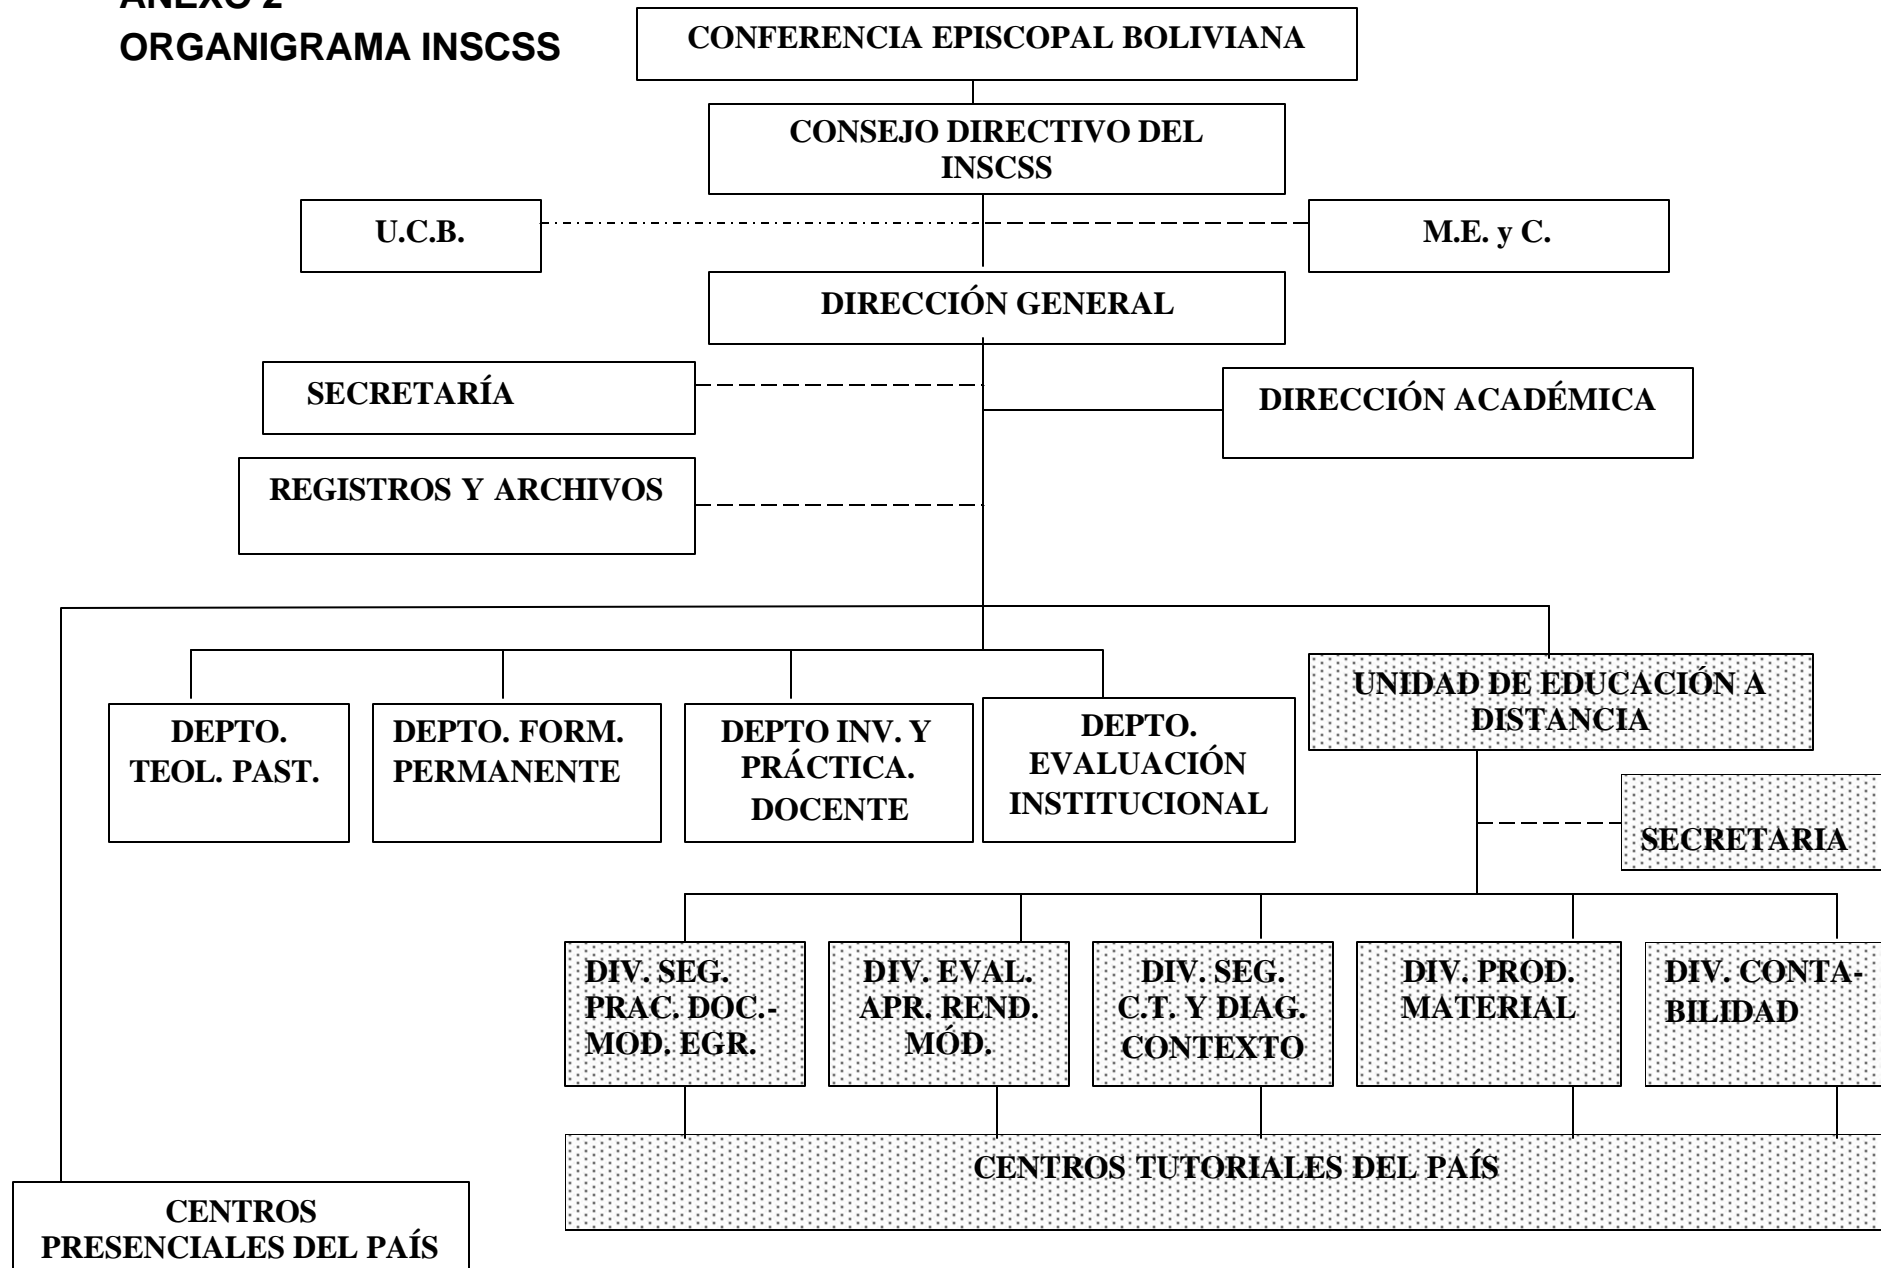 ANEXO 2
ORGANIGRAMA INSCSS
CONFERENCIA EPISCOPAL BOLIVIANA
CONSEJO DIRECTIVO DEL
INSCSS
U.C.B.
M.E. y C.
DIRECCIÓN GENERAL
SECRETARÍA
DIRECCIÓN ACADÉMICA
REGISTROS Y ARCHIVOS
UNIDAD DE EDUCACIÓN A
DISTANCIA
DEPTO.
TEOL. PAST.
DEPTO. FORM.
PERMANENTE
DEPTO INV. Y
PRÁCTICA.
DOCENTE
DEPTO.
EVALUACIÓN
INSTITUCIONAL
SECRETARIA
DIV. SEG.
PRAC. DOC.-
MOD. EGR.
DIV. EVAL.
APR. REND.
MÓD.
DIV. SEG.
C.T. Y DIAG.
CONTEXTO
DIV. PROD.
MATERIAL
DIV. CONTA-
BILIDAD
CENTROS TUTORIALES DEL PAÍS
CENTROS
PRESENCIALES DEL PAÍS